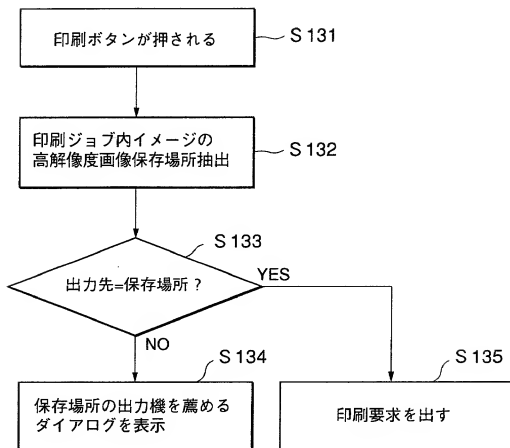 印刷ボタンが押される
S131
印刷ジョブ内イメージの
高解像度画像保存場所抽出
S132
S133
出力先=保存場所？
YES
NO
S134
保存場所の出力機を薦める
ダイアログを表示
S135
印刷要求を出す